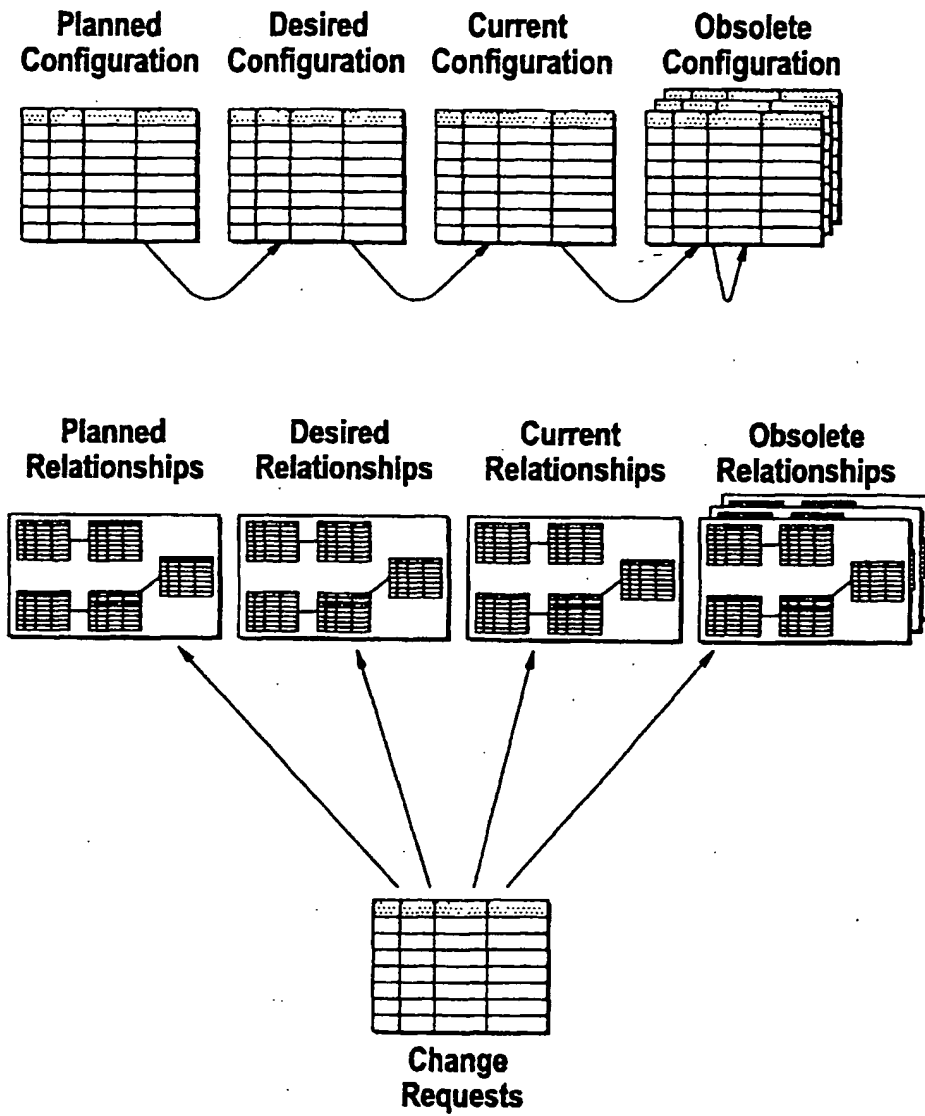 Planned
Configuration
Desired
Configuration
Current
Configuration
Obsolete
Configuration
Planned
Relationships
Desired
Relationships
Current
Relationships
Obsolete
Relationships
Change
Requests